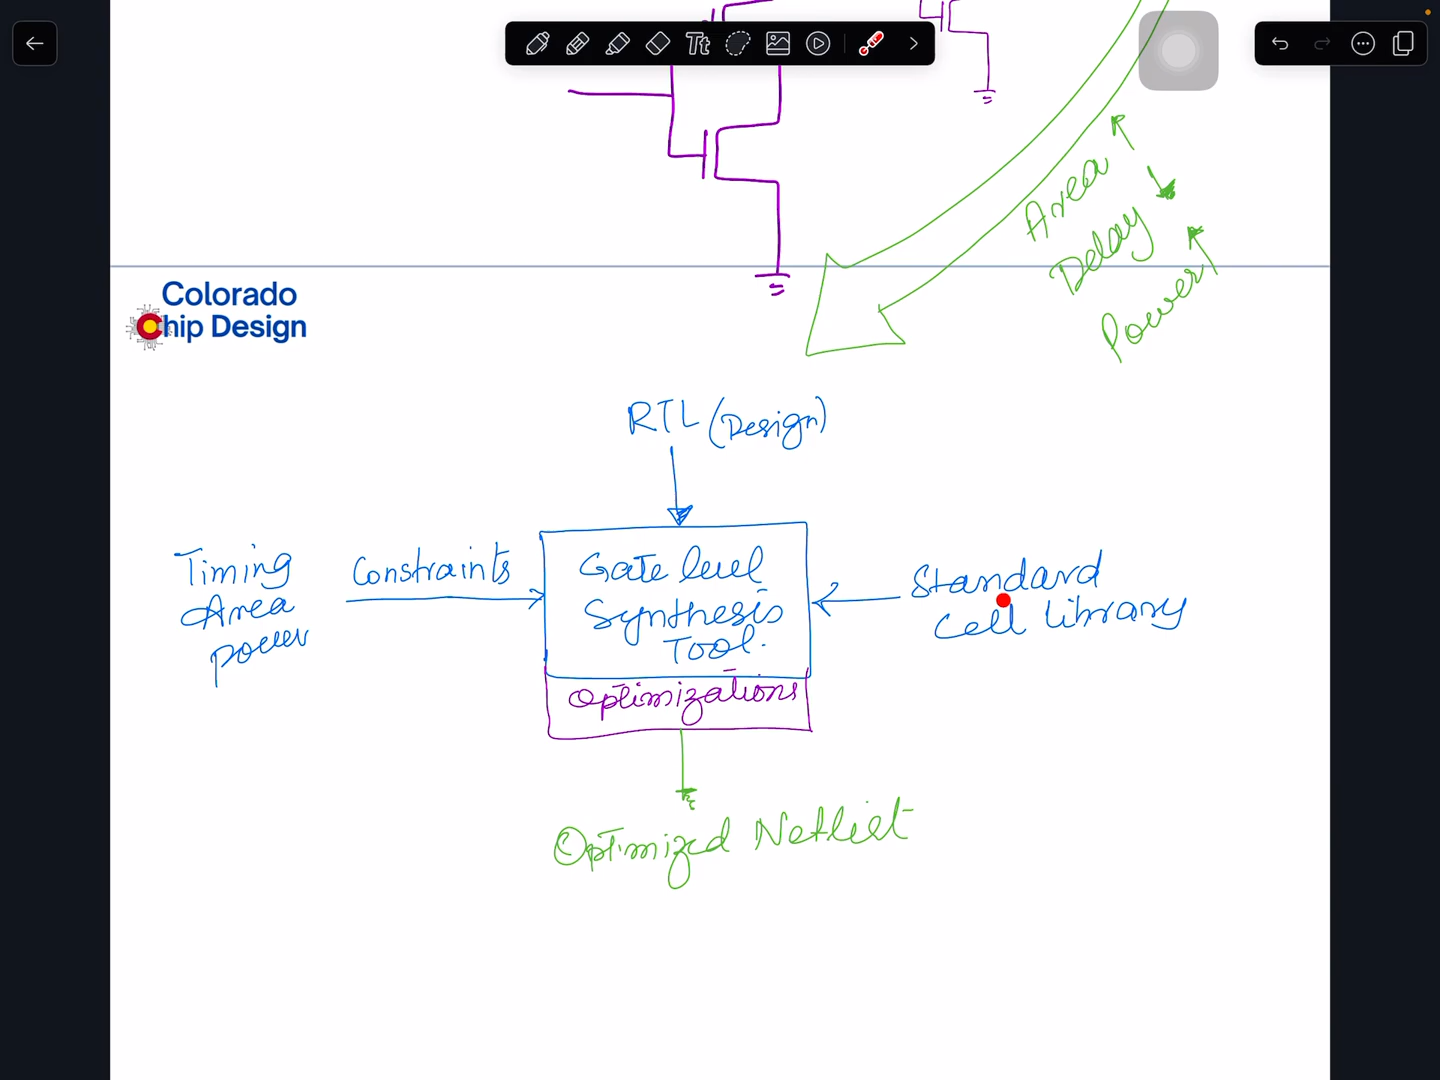 Tt
Area
Delay
Power
Colorado
Chip Design
RTL (Design)
Timing
Area
power
Constraints
Gate level
Synthesis
Tool.
Optimizations
Standard
Cell Library
Optimized Netlist